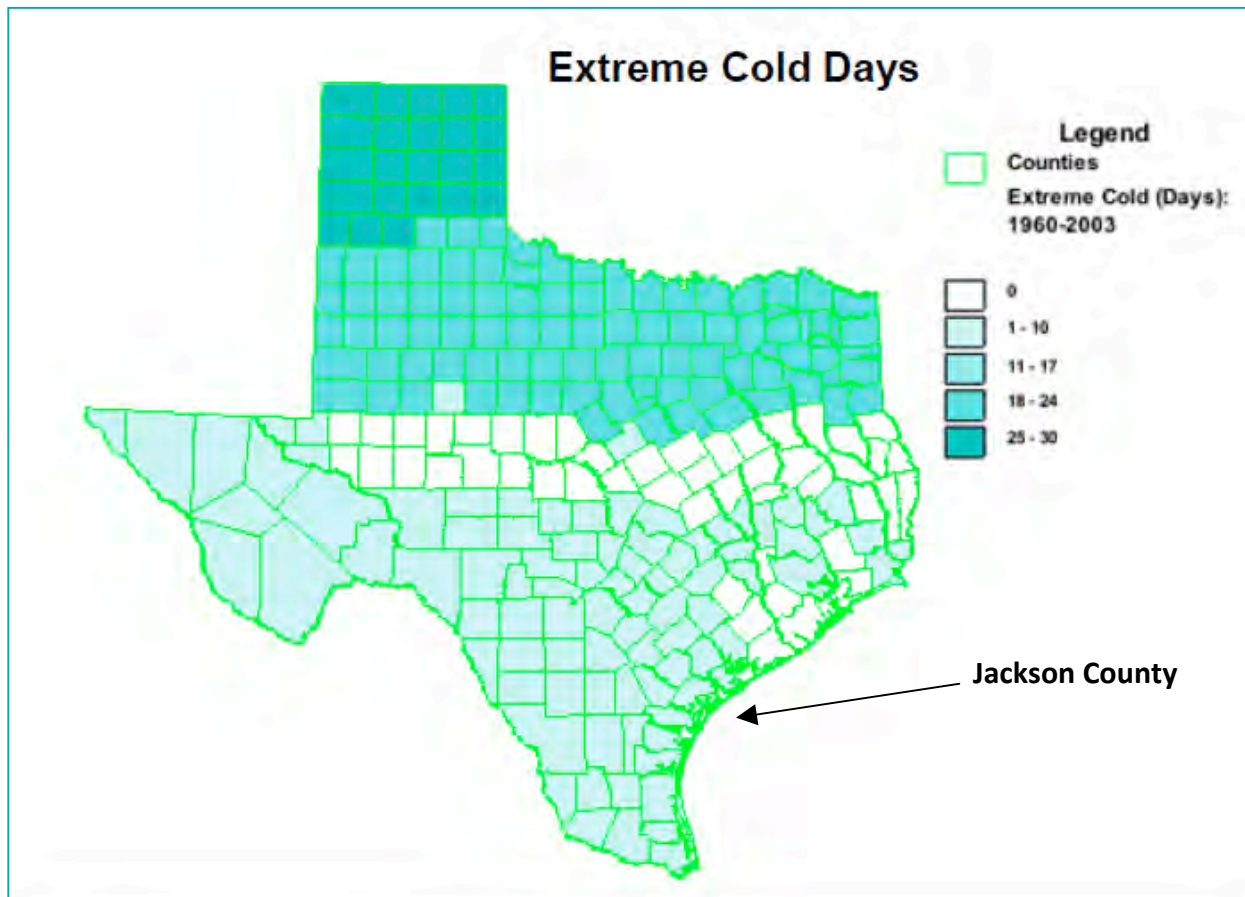 Extreme Cold Days
Legend
Counties
Extreme Cold (Days):
1960-2003
0
1 - 10
11 - 17
18 - 24
25 - 30
Jackson County